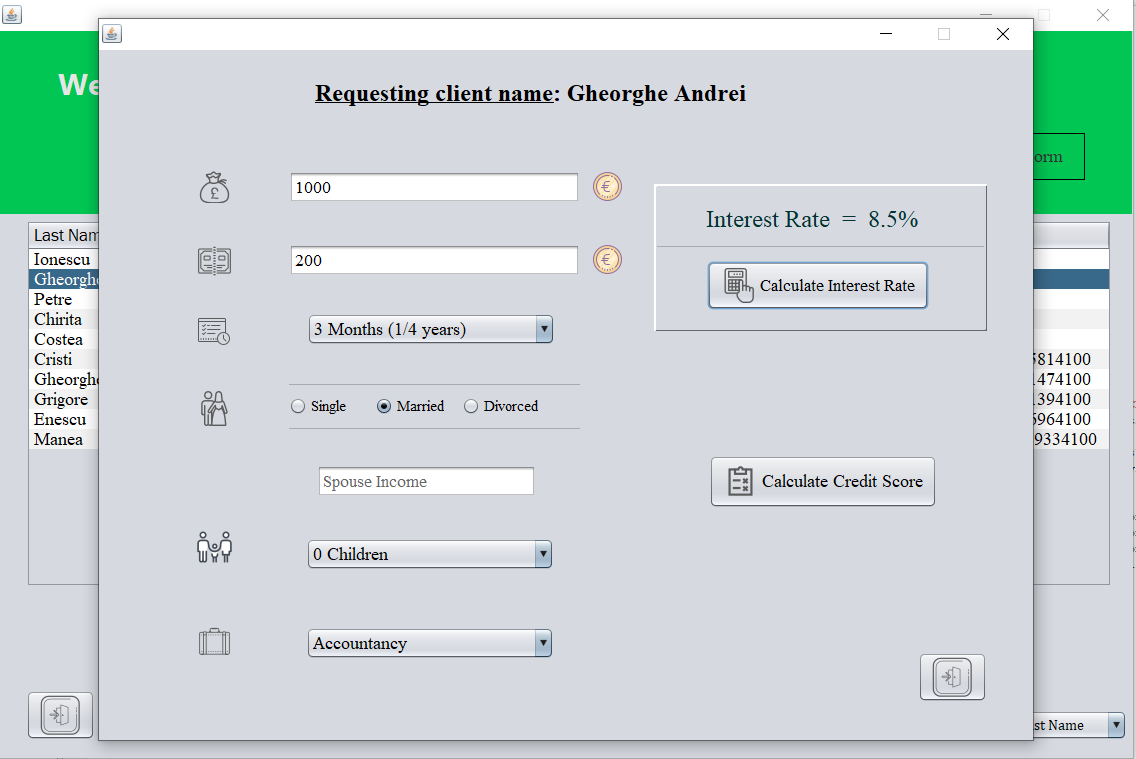 We
Requesting client name: Gheorghe Andrei
1000
200
3 Months (1/4 years)
Single Married Divorced
Spouse Income
0 Children
Accountancy
Interest Rate = 8.5%
Calculate Interest Rate
Calculate Credit Score
orm
Last Nam
Ionescu
Gheorghe
Petre
Chirita
Costea
Cristi
Gheorghe
Grigore
Enescu
Manea
5814100
1474100
1394100
5964100
9334100
st Name